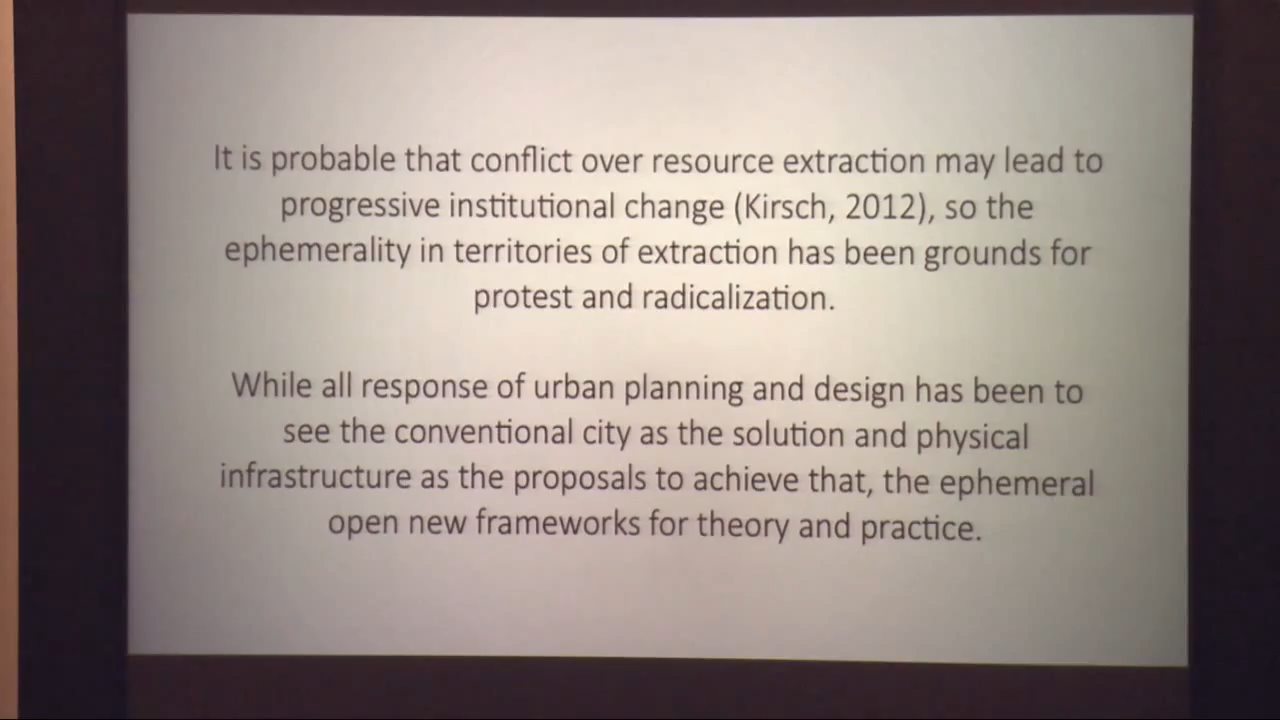 It is probable that conflict over resource extraction may lead to
progressive institutional change (Kirsch, 2012), so the
ephemerality in territories of extraction has been grounds for
protest and radicalization.
While all response of urban planning and design has been to
see the conventional city as the solution and physical
infrastructure as the proposals to achieve that, the ephemeral
open new frameworks for theory and practice.